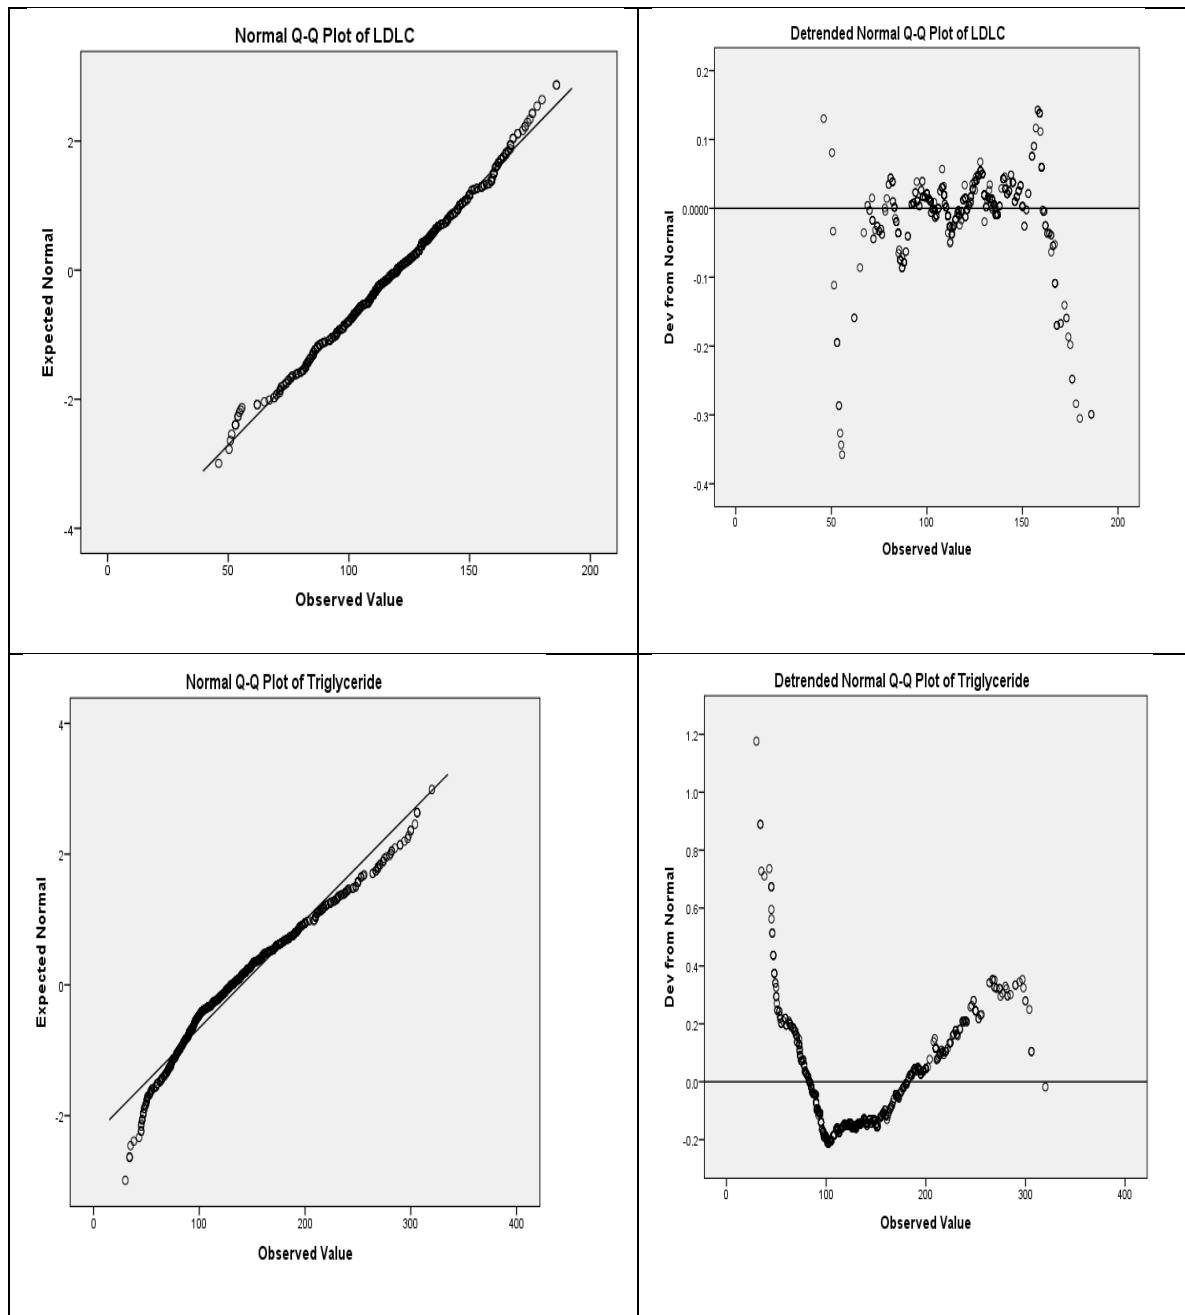 Normal Q-Q Plot of LDLC
Expected Normal
2
0
-2
-4
0 50 100 150 200
Observed Value
Detrended Normal Q-Q Plot of LDLC
Dev from Normal
0.2
0.1
0.0000
-0.1
-0.2
-0.3
-0.4
0 50 100 150 200
Observed Value
Normal Q-Q Plot of Triglyceride
Expected Normal
4
2
0
-2
0 100 200 300 400
Observed Value
Detrended Normal Q-Q Plot of Triglyceride
Dev from Normal
1.2
1.0
0.8
0.6
0.4
0.2
0.0
-0.2
0 100 200 300 400
Observed Value